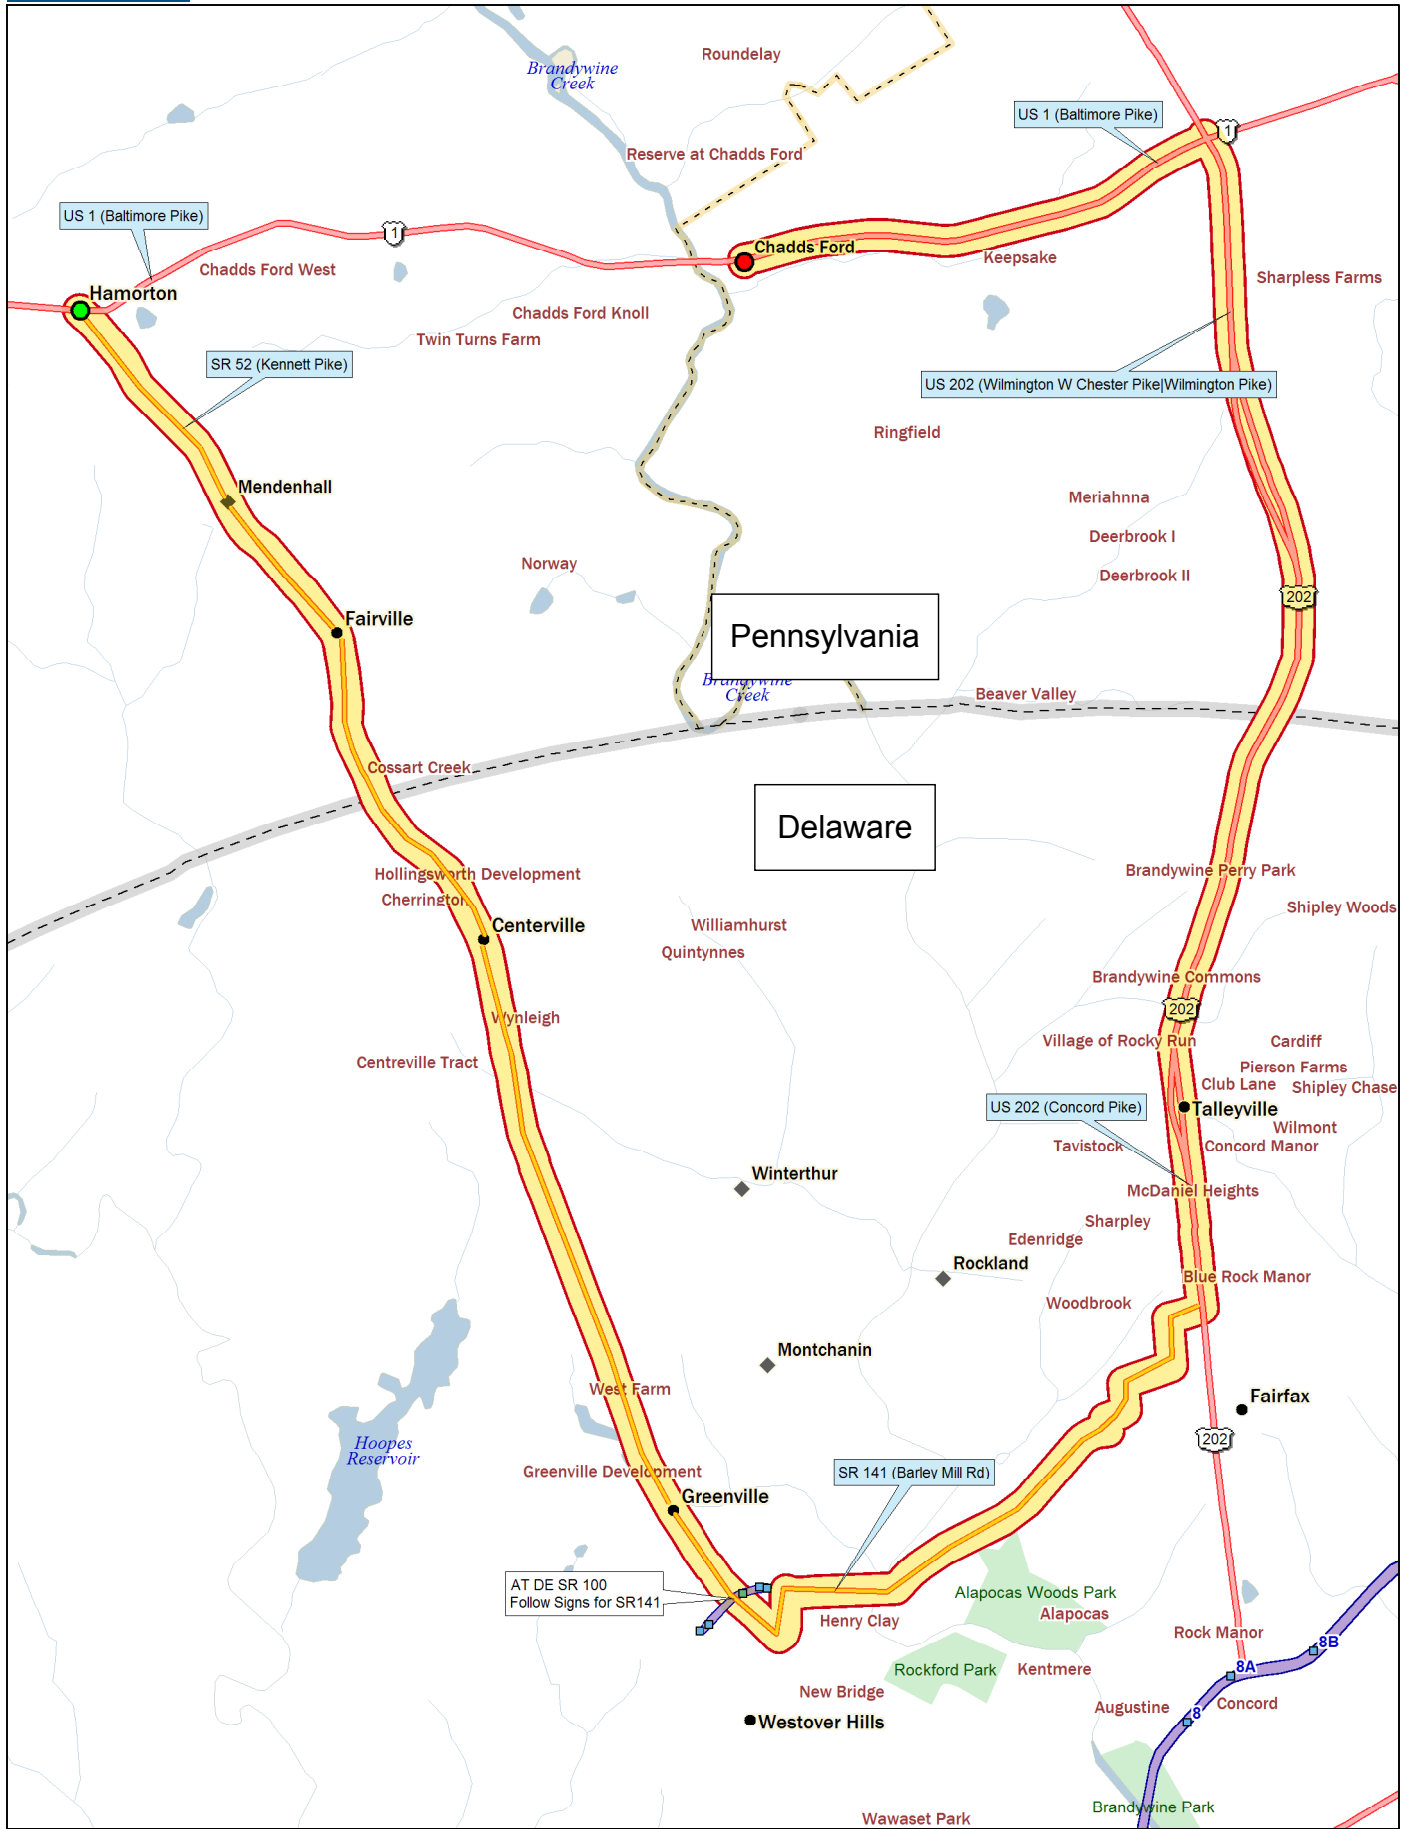 Roundelay
Brandywine
Creek
US 1 (Baltimore Pike)
1
Reserve at Chadds Ford
US 1 (Baltimore Pike)
1
Chadds Ford
Chadds Ford West
Keepsake
Sharpless Farms
Hamorton
Chadds Ford Knoll
Twin Turns Farm
SR 52 (Kennett Pike)
US 202 (Wilmington W Chester Pike|Wilmington Pike)
Ringfield
Mendenhall
Meriahnna
Deerbrook I
Norway
Deerbrook II
202
Fairville
Pennsylvania
Brandywine
Creek
Beaver Valley
Cossart Creek
Delaware
Hollingsworth Development
Brandywine Perry Park
Cherrington
Shipley Woods
Centerville
Williamhurst
Quintynnes
Brandywine Commons
202
Wynleigh
Village of Rocky Run
Cardiff
Centreville Tract
Pierson Farms
Club Lane
Shipley Chase
US 202 (Concord Pike)
Talleyville
Wilmont
Tavistock
Concord Manor
Winterthur
McDaniel Heights
Sharpley
Edenridge
Rockland
Blue Rock Manor
Woodbrook
Montchanin
West Farm
Fairfax
Hoopes
Reservoir
202
Greenville Development
SR 141 (Barley Mill Rd)
Greenville
AT DE SR 100
Follow Signs for SR141
Alapocas Woods Park
Alapocas
Henry Clay
Rock Manor
8B
8A
Rockford Park
Kentmere
New Bridge
Augustine
Concord
8
Westover Hills
Brandywine Park
Wawaset Park